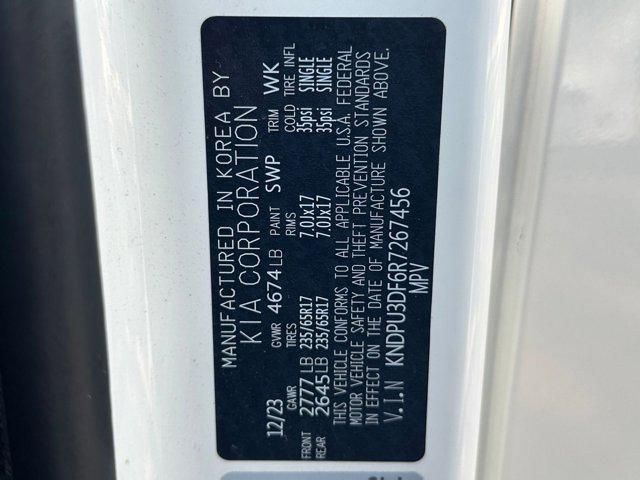 MANUFACTURED IN KOREA BY
KIA CORPORATION
12/23 GVWR 4674LB PAINT SWP TRIM WK
GAWR TIRES RIMS COLD TIRE INFL
FRONT 2777LB 235/65R17 7.0Jx17 35psi SINGLE
REAR 2645LB 235/65R17 7.0Jx17 35psi SINGLE
THIS VEHICLE CONFORMS TO ALL APPLICABLE U.S.A. FEDERAL
MOTOR VEHICLE SAFETY AND THEFT PREVENTION STANDARDS
IN EFFECT ON THE DATE OF MANUFACTURE SHOWN ABOVE.
V.I.N KNDPU3DF6R7267456
MPV